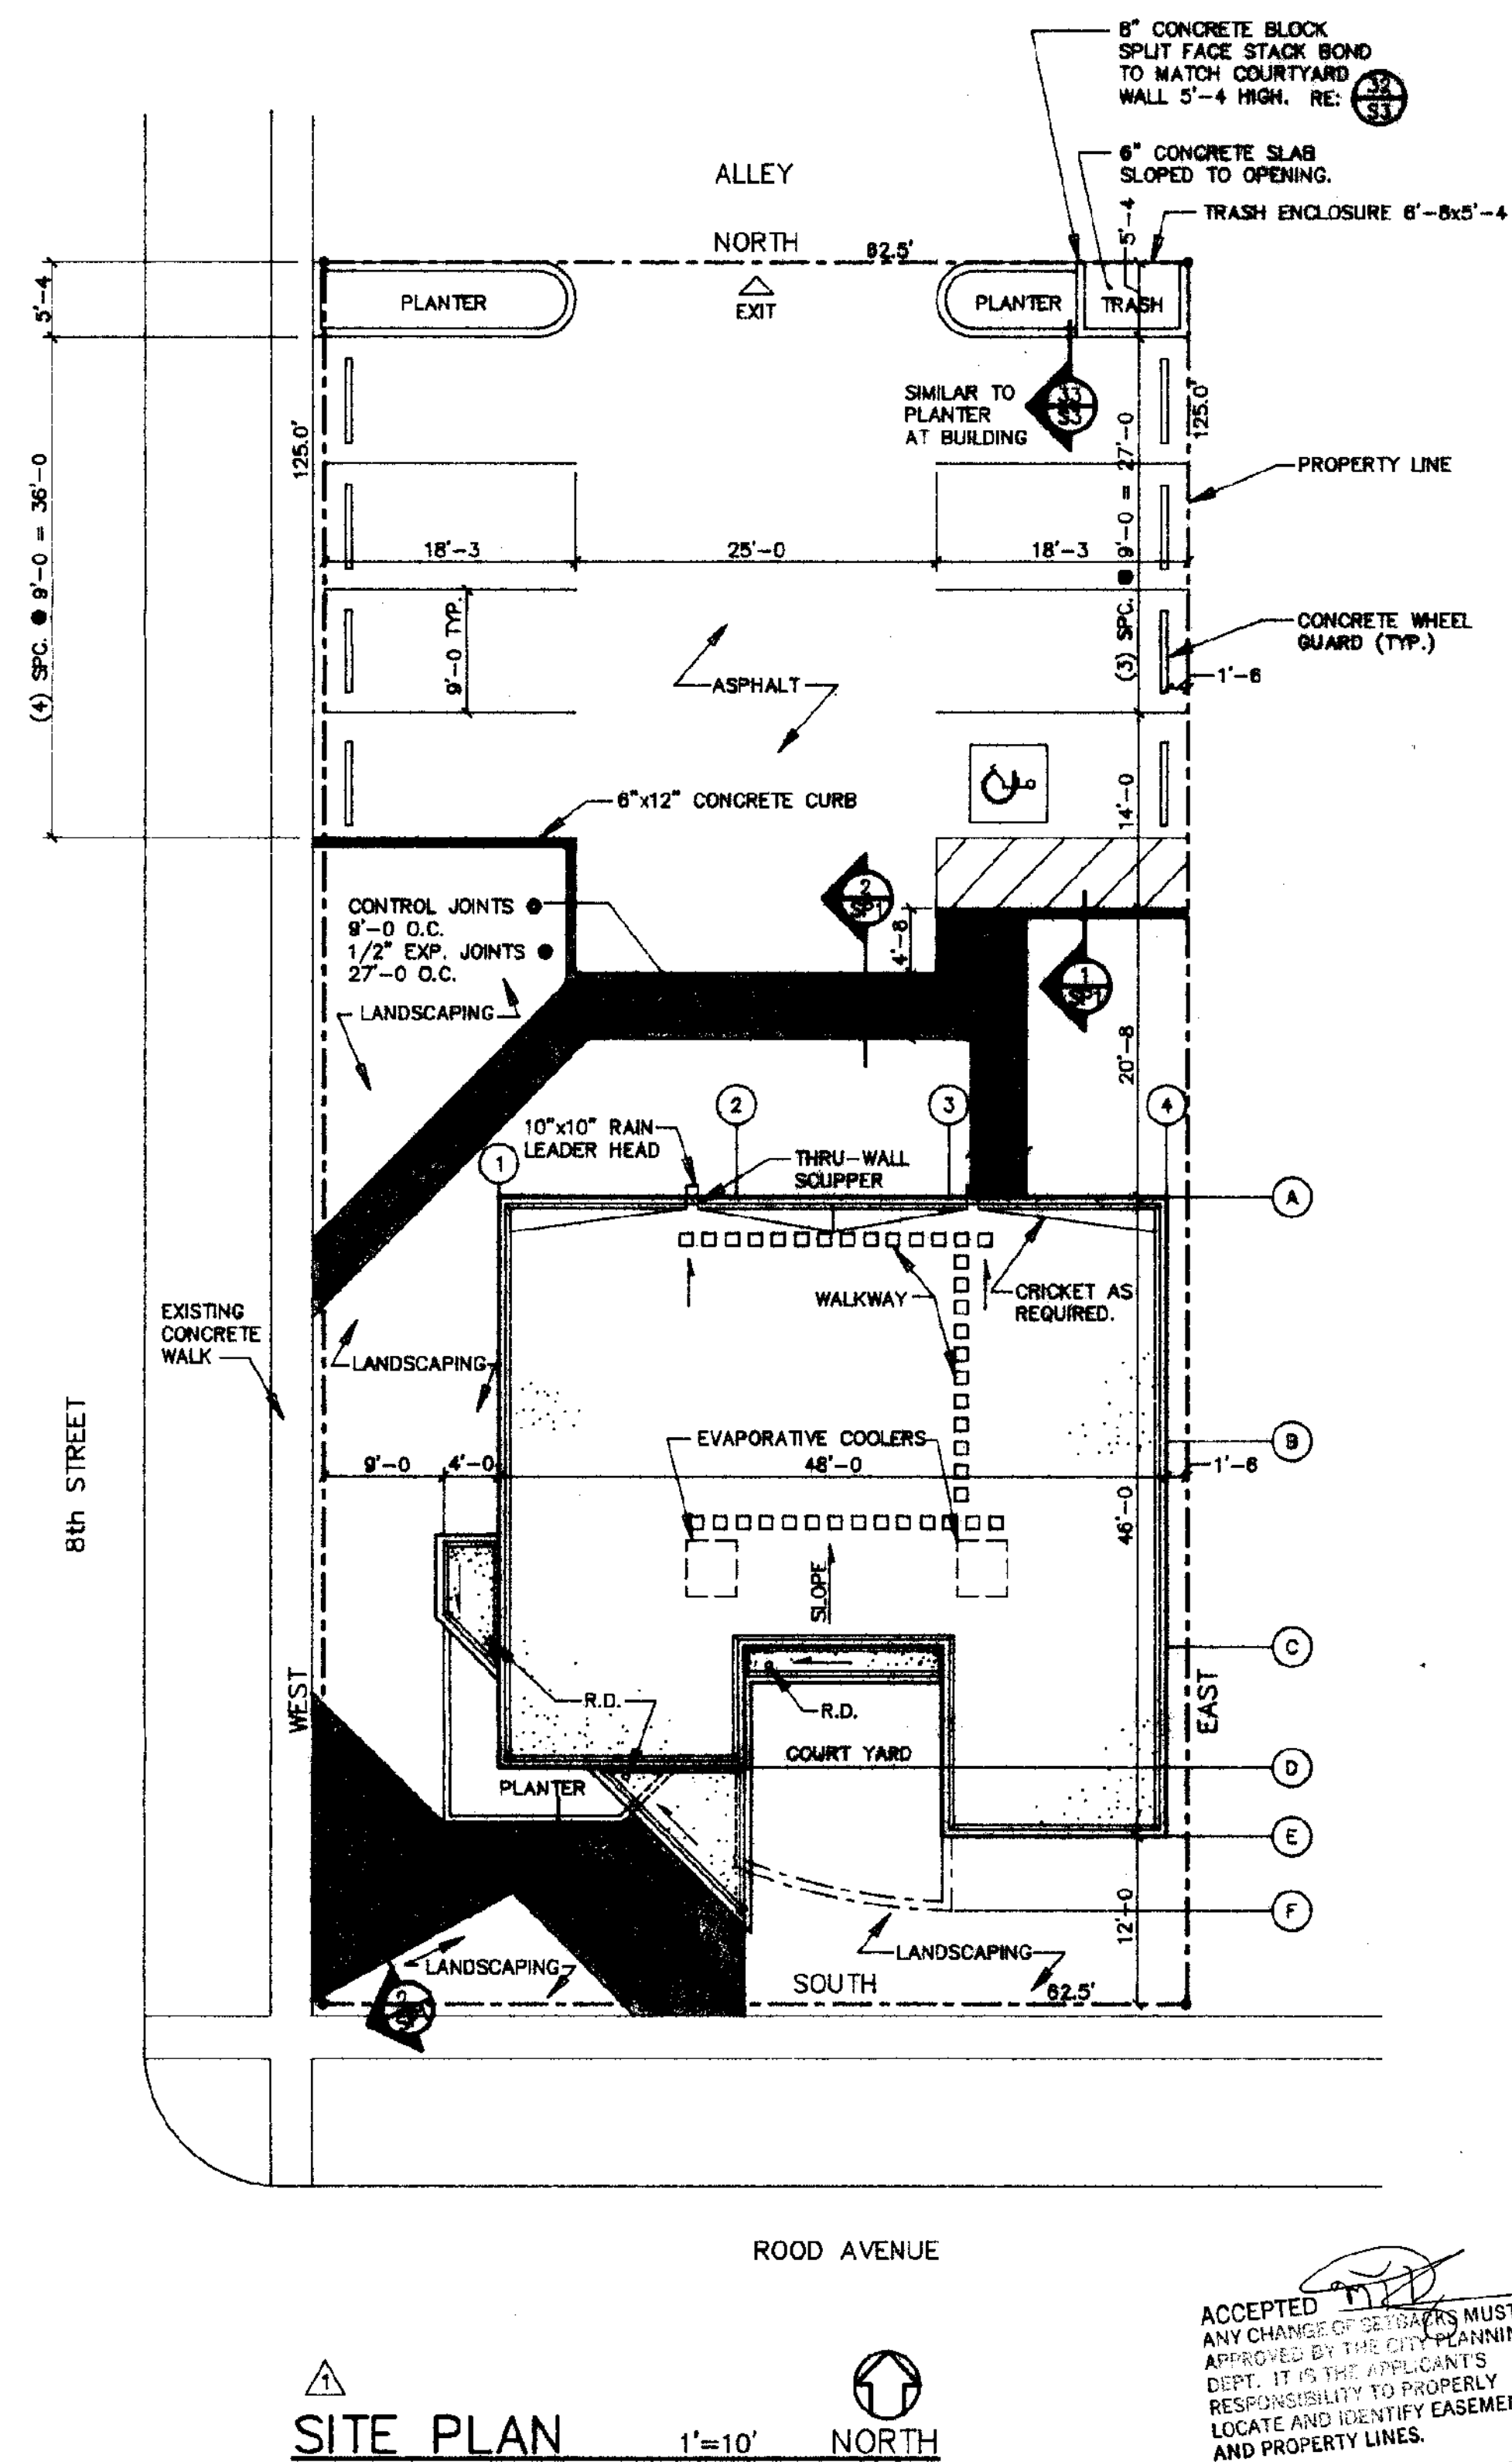 8" CONCRETE BLOCK
SPLIT FACE STACK BOND
TO MATCH COURTYARD
WALL 5'-4 HIGH. RE:
32
S3
6" CONCRETE SLAB
SLOPED TO OPENING.
TRASH ENCLOSURE 6'-8x5'-4
ALLEY
NORTH
62.5'
5'-4
5'-4
PLANTER
EXIT
PLANTER
TRASH
SIMILAR TO
PLANTER
AT BUILDING
33
S3
125.0'
125.0'
PROPERTY LINE
(4) SPC. ● 9'-0 = 36'-0
(3) SPC. ● 9'-0 = 27'-0
18'-3
25'-0
18'-3
9'-0 TYP.
CONCRETE WHEEL
GUARD (TYP.)
1'-6
ASPHALT
6"x12" CONCRETE CURB
14'-0
CONTROL JOINTS ●
9'-0 O.C.
1/2" EXP. JOINTS ●
27'-0 O.C.
2
SP1
4'-8
1
SP1
LANDSCAPING
20'-8
10"x10" RAIN
LEADER HEAD
1
2
3
4
THRU-WALL
SCUPPER
A
WALKWAY
CRICKET AS
REQUIRED.
EXISTING
CONCRETE
WALK
LANDSCAPING
8th STREET
EVAPORATIVE COOLERS
B
9'-0
4'-0
48'-0
1'-6
46'-0
SLOPE
C
WEST
R.D.
R.D.
EAST
COURT YARD
D
PLANTER
E
F
12'-0
LANDSCAPING
LANDSCAPING
SOUTH
62.5'
2
ROOD AVENUE
1
SITE PLAN
1'=10'
NORTH
ACCEPTED
ANY CHANGE OF SETBACKS MUST
APPROVED BY THE CITY PLANNIN
DEPT. IT IS THE APPLICANT'S
RESPONSIBILITY TO PROPERLY
LOCATE AND IDENTIFY EASEME
AND PROPERTY LINES.